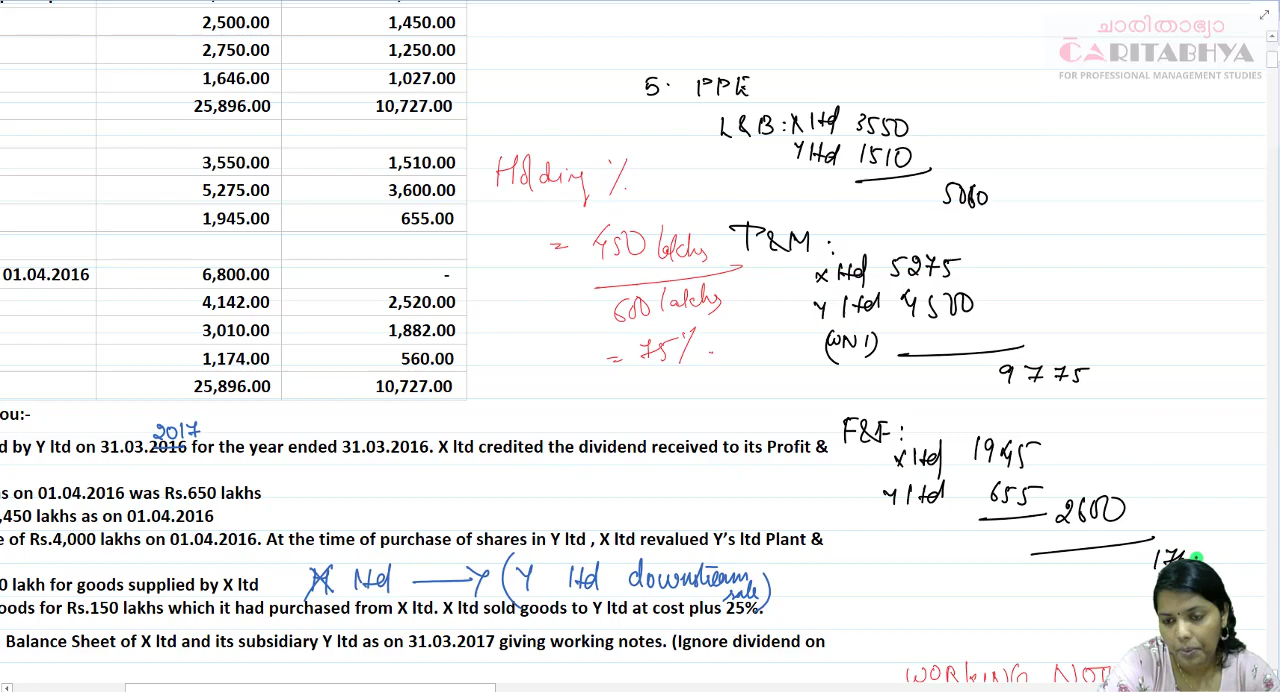 2,500.00 1,450.00
2,750.00 1,250.00
1,646.00 1,027.00
25,896.00 10,727.00
3,550.00 1,510.00
5,275.00 3,600.00
1,945.00 655.00
01.04.2016 6,800.00 -
4,142.00 2,520.00
3,010.00 1,882.00
1,174.00 560.00
25,896.00 10,727.00
ou:-
2017
d by Y ltd on 31.03.2016 for the year ended 31.03.2016. X ltd credited the dividend received to its Profit &
s on 01.04.2016 was Rs.650 lakhs
,450 lakhs as on 01.04.2016
e of Rs.4,000 lakhs on 01.04.2016. At the time of purchase of shares in Y ltd , X ltd revalued Y's ltd Plant &
0 lakh for goods supplied by X ltd
X ltd → Y (Y ltd downstream sale)
oods for Rs.150 lakhs which it had purchased from X ltd. X ltd sold goods to Y ltd at cost plus 25%.
Balance Sheet of X ltd and its subsidiary Y ltd as on 31.03.2017 giving working notes. (Ignore dividend on
Holding %
= 450 lakhs
600 lakhs
= 75%.
5. PPE
L&B: X ltd 3550
Y ltd 1510
5060
P&M:
X ltd 5275
Y ltd 4500
(WN 1)
9775
F&F:
X ltd 1945
Y ltd 655
2600
17
WORKING NOT
ചാരിതാഭ്യാ
CARITABHYA
FOR PROFESSIONAL MANAGEMENT STUDIES